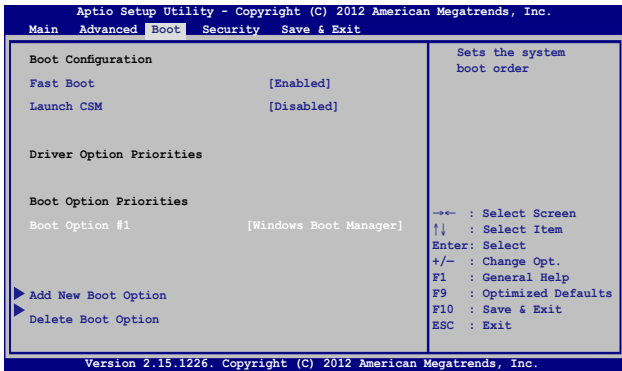 Aptio Setup Utility - Copyright (C) 2012 American Megatrends, Inc.
Main Advanced Boot Security Save & Exit
Boot Configuration
Fast Boot [Enabled]
Launch CSM [Disabled]
Driver Option Priorities
Boot Option Priorities
Boot Option #1 [Windows Boot Manager]
Add New Boot Option
Delete Boot Option
Sets the system
boot order
→← : Select Screen
↑↓ : Select Item
Enter: Select
+/— : Change Opt.
F1 : General Help
F9 : Optimized Defaults
F10 : Save & Exit
ESC : Exit
Version 2.15.1226. Copyright (C) 2012 American Megatrends, Inc.